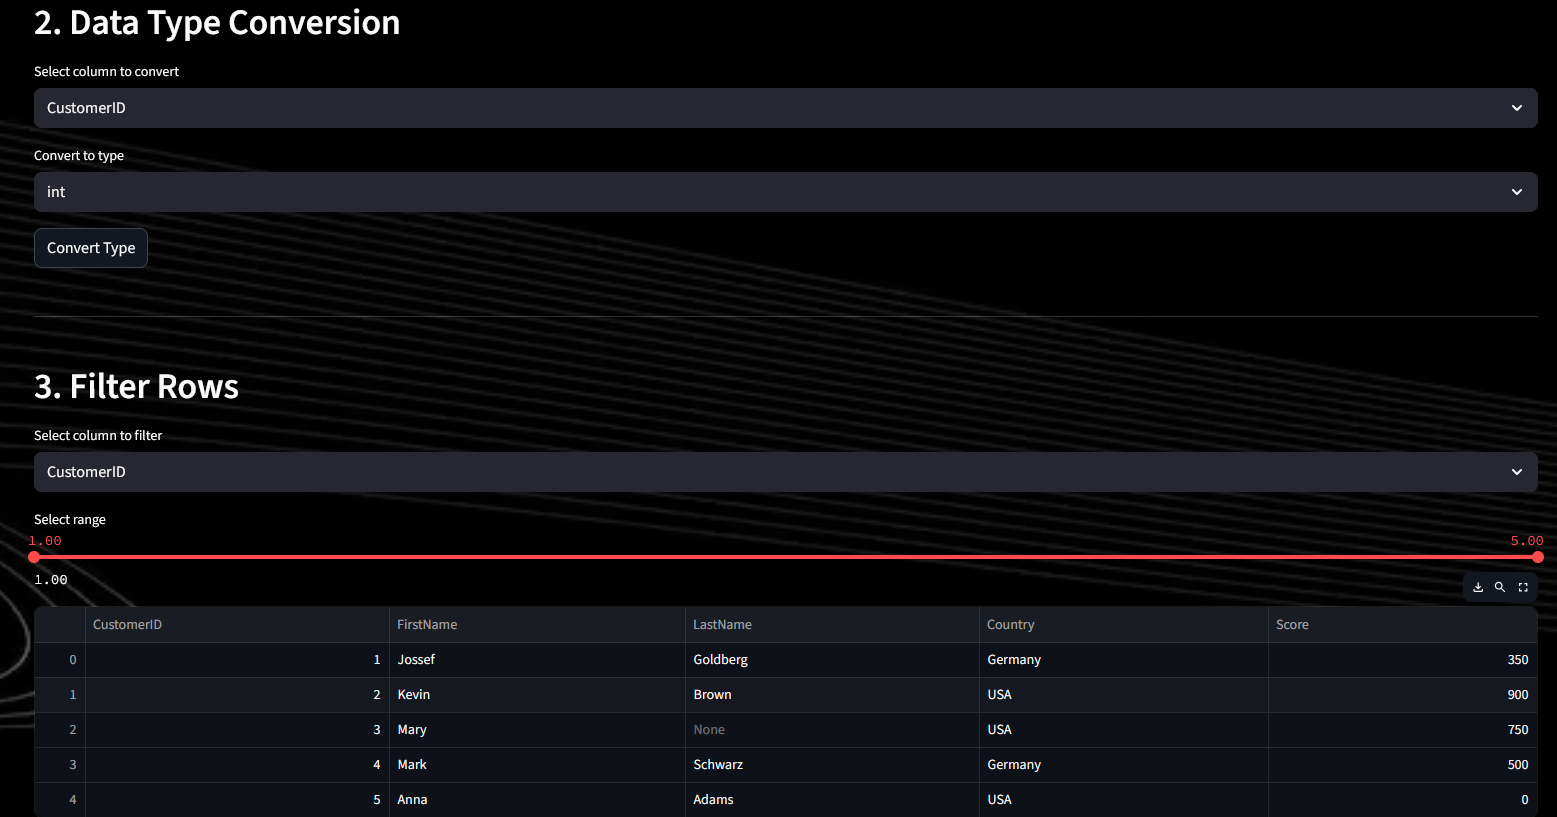 2. Data Type Conversion
Select column to convert
CustomerID
Convert to type
int
Convert Type
3. Filter Rows
Select column to filter
CustomerID
Select range
1.00 5.00
1.00
CustomerID FirstName LastName Country Score
0 1 Jossef Goldberg Germany 350
1 2 Kevin Brown USA 900
2 3 Mary None USA 750
3 4 Mark Schwarz Germany 500
4 5 Anna Adams USA 0